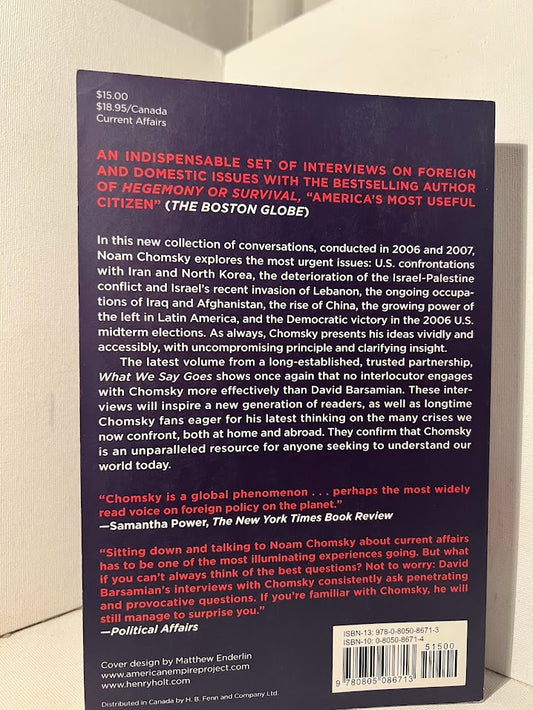 $15.00
$18.95/Canada
Current Affairs
AN INDISPENSABLE SET OF INTERVIEWS ON FOREIGN
AND DOMESTIC ISSUES WITH THE BESTSELLING AUTHOR
OF HEGEMONY OR SURVIVAL, “AMERICA’S MOST USEFUL
CITIZEN” (THE BOSTON GLOBE)
In this new collection of conversations, conducted in 2006 and 2007,
Noam Chomsky explores the most urgent issues: U.S. confrontations
with Iran and North Korea, the deterioration of the Israel-Palestine
conflict and Israel’s recent invasion of Lebanon, the ongoing occupa-
tions of Iraq and Afghanistan, the rise of China, the growing power of
the left in Latin America, and the Democratic victory in the 2006 U.S.
midterm elections. As always, Chomsky presents his ideas vividly and
accessibly, with uncompromising principle and clarifying insight.
The latest volume from a long-established, trusted partnership,
What We Say Goes shows once again that no interlocutor engages
with Chomsky more effectively than David Barsamian. These inter-
views will inspire a new generation of readers, as well as longtime
Chomsky fans eager for his latest thinking on the many crises we
now confront, both at home and abroad. They confirm that Chomsky
is an unparalleled resource for anyone seeking to understand our
world today.
“Chomsky is a global phenomenon . . . perhaps the most widely
read voice on foreign policy on the planet.”
—Samantha Power, The New York Times Book Review
“Sitting down and talking to Noam Chomsky about current affairs
has to be one of the most illuminating experiences going. But what
if you can’t always think of the best questions? Not to worry: David
Barsamian’s interviews with Chomsky consistently ask penetrating
and provocative questions. If you’re familiar with Chomsky, he will
still manage to surprise you.”
—Political Affairs
Cover design by Matthew Enderlin
www.americanempireproject.com
www.henryholt.com
Distributed in Canada by H. B. Fenn and Company Ltd.
ISBN-13: 978-0-8050-8671-3
ISBN-10: 0-8050-8671-4
51500
9 780805 086713